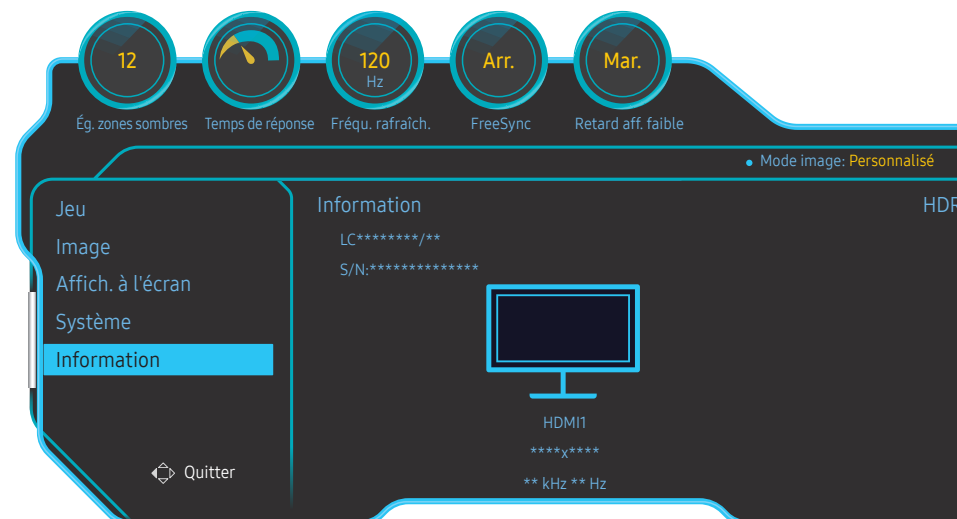 12
120
Hz
Arr.
Mar.
Ég. zones sombres
Temps de réponse
Fréqu. rafraîch.
FreeSync
Retard aff. faible
• Mode image: Personnalisé
Jeu
Image
Affich. à l'écran
Système
Information
Quitter
Information
HDR
LC********/**
S/N:**************
HDMI1
****x****
** kHz ** Hz